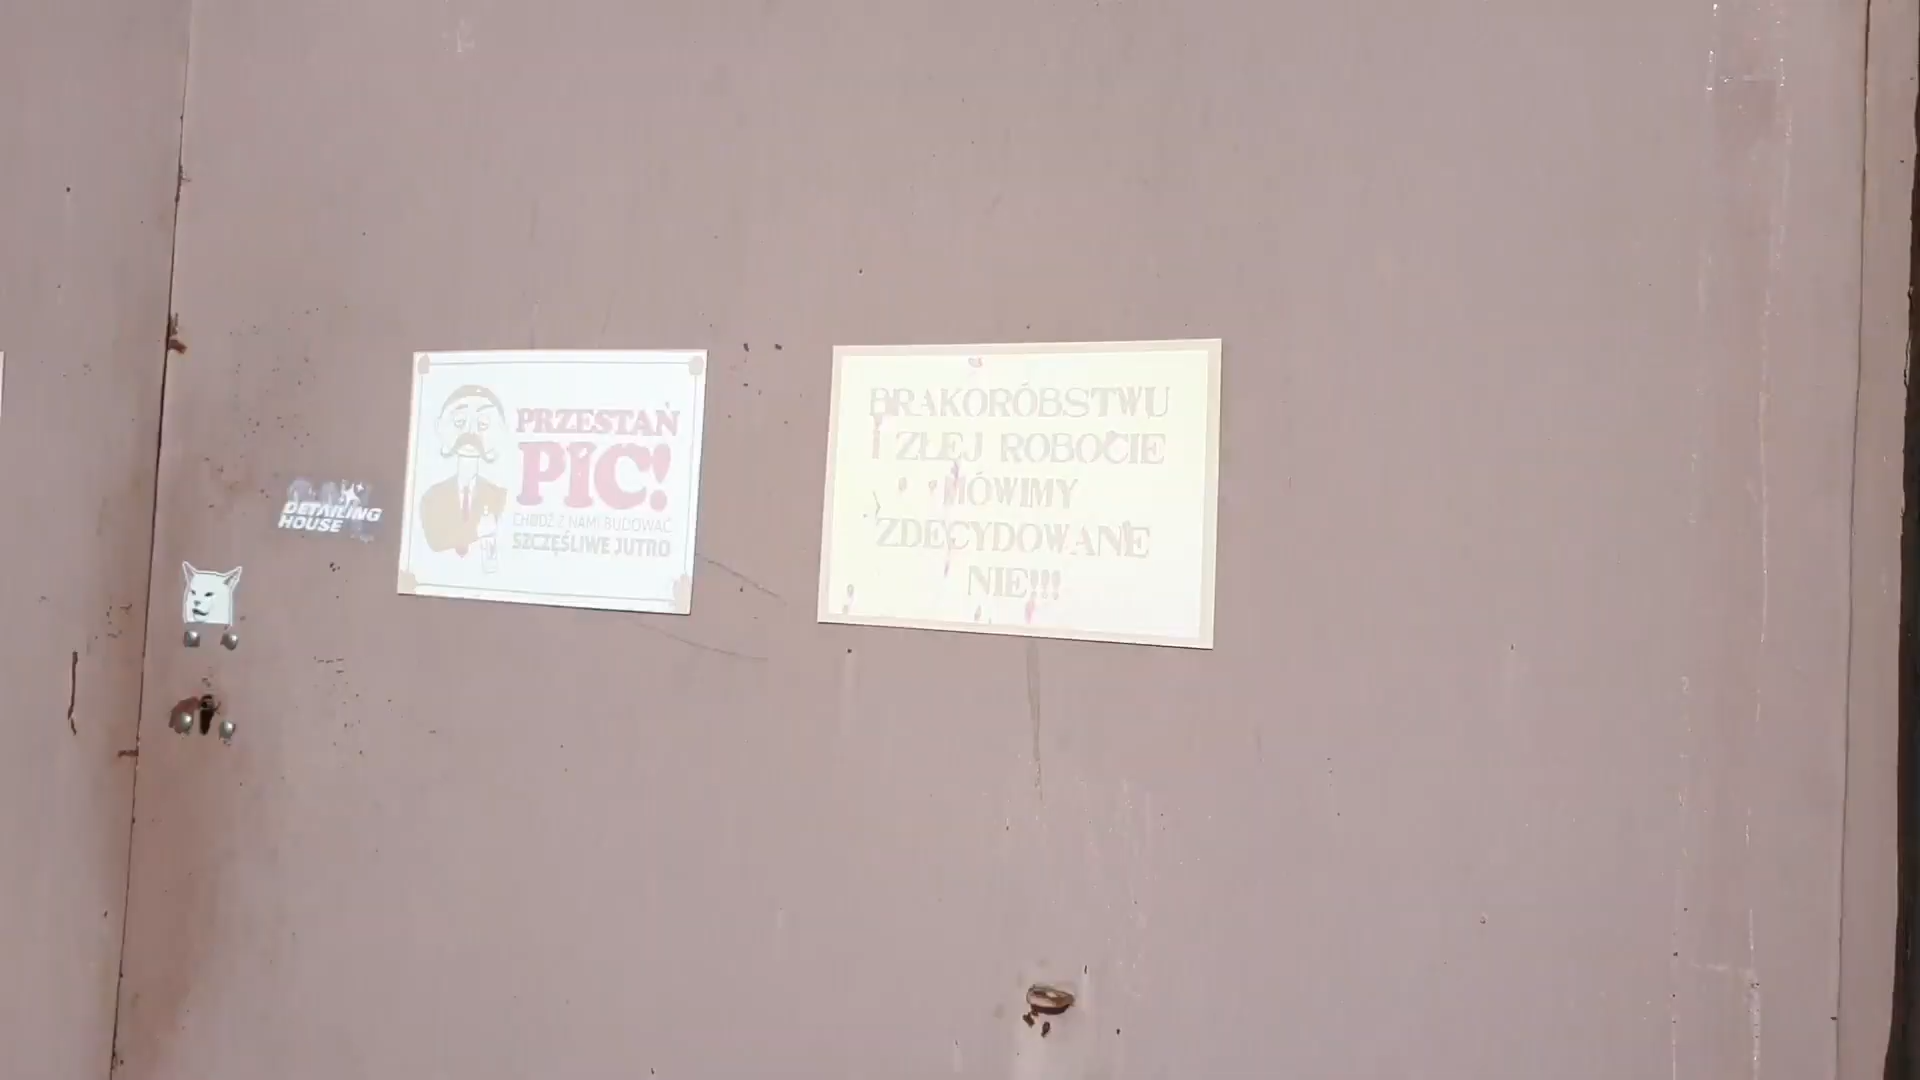 DETAILING
HOUSE
PRZESTAŃ
PIC!
CHODŹ Z NAMI BUDOWAĆ
SZCZĘŚLIWE JUTRO
BRAKORÓBSTWU
I ZŁEJ ROBOCIE
MÓWIMY
ZDECYDOWANE
NIE!!!